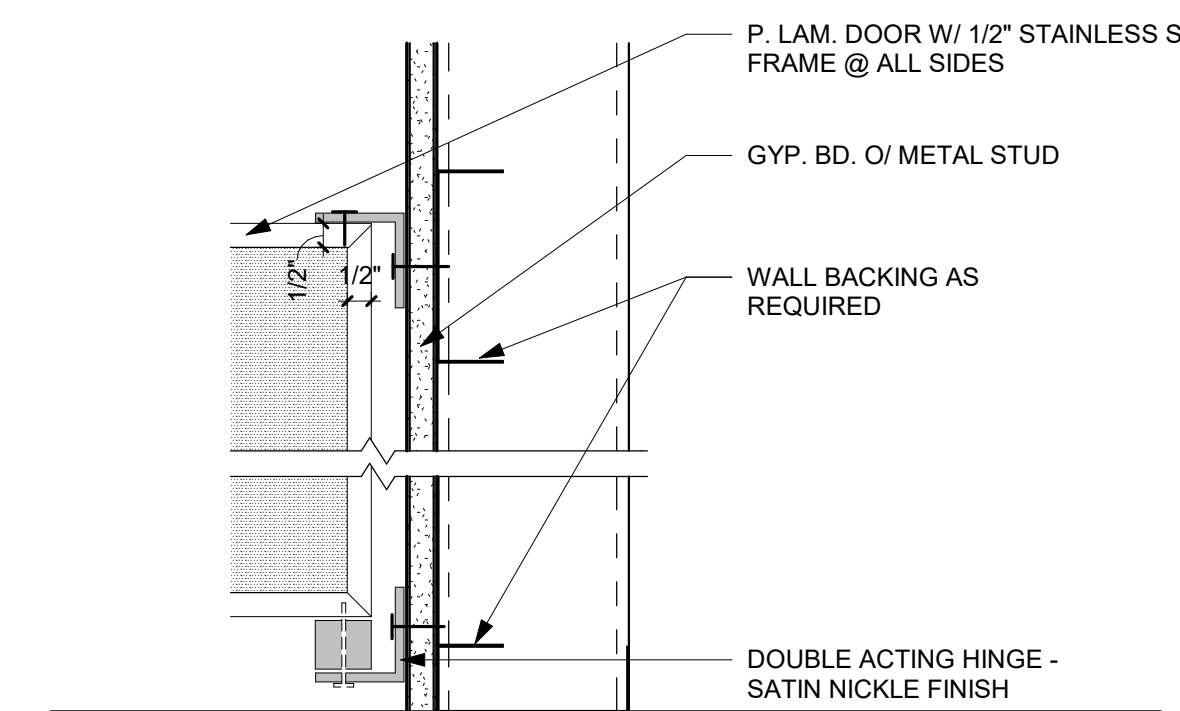 P. LAM. DOOR W/ 1/2" STAINLESS S
FRAME @ ALL SIDES
GYP. BD. O/ METAL STUD
1/2"
1/2"
WALL BACKING AS
REQUIRED
DOUBLE ACTING HINGE -
SATIN NICKLE FINISH